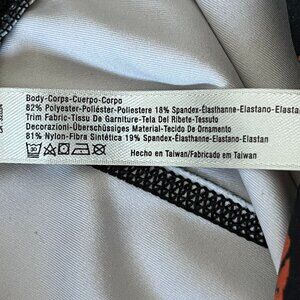 Body-Corps-Cuerpo-Corpo
82% Polyester-Poliéster-Poliestere 18% Spandex-Élasthanne-Elastano-Elastan
Trim Fabric-Tissu De Garniture-Tela Del Ribete-Tessuto
Decorazioni-Überschüssiges Material-Tecido De Ornamento
81% Nylon-Fibra Sintética 19% Spandex-Élasthanne-Elastano-Elastan
30
Hecho en Taiwán/Fabricado em Taiwan